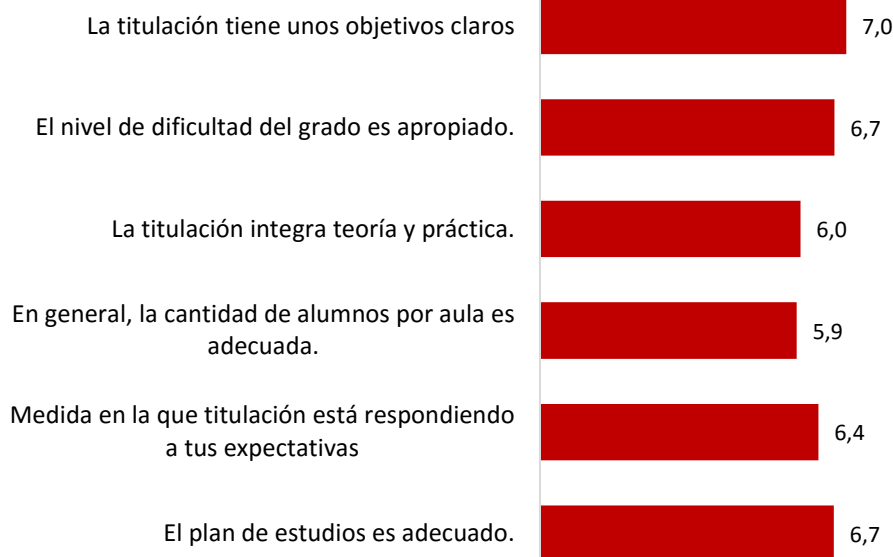 La titulación tiene unos objetivos claros
7,0
El nivel de dificultad del grado es apropiado.
6,7
La titulación integra teoría y práctica.
6,0
En general, la cantidad de alumnos por aula es
adecuada.
5,9
Medida en la que titulación está respondiendo
a tus expectativas
6,4
El plan de estudios es adecuado.
6,7